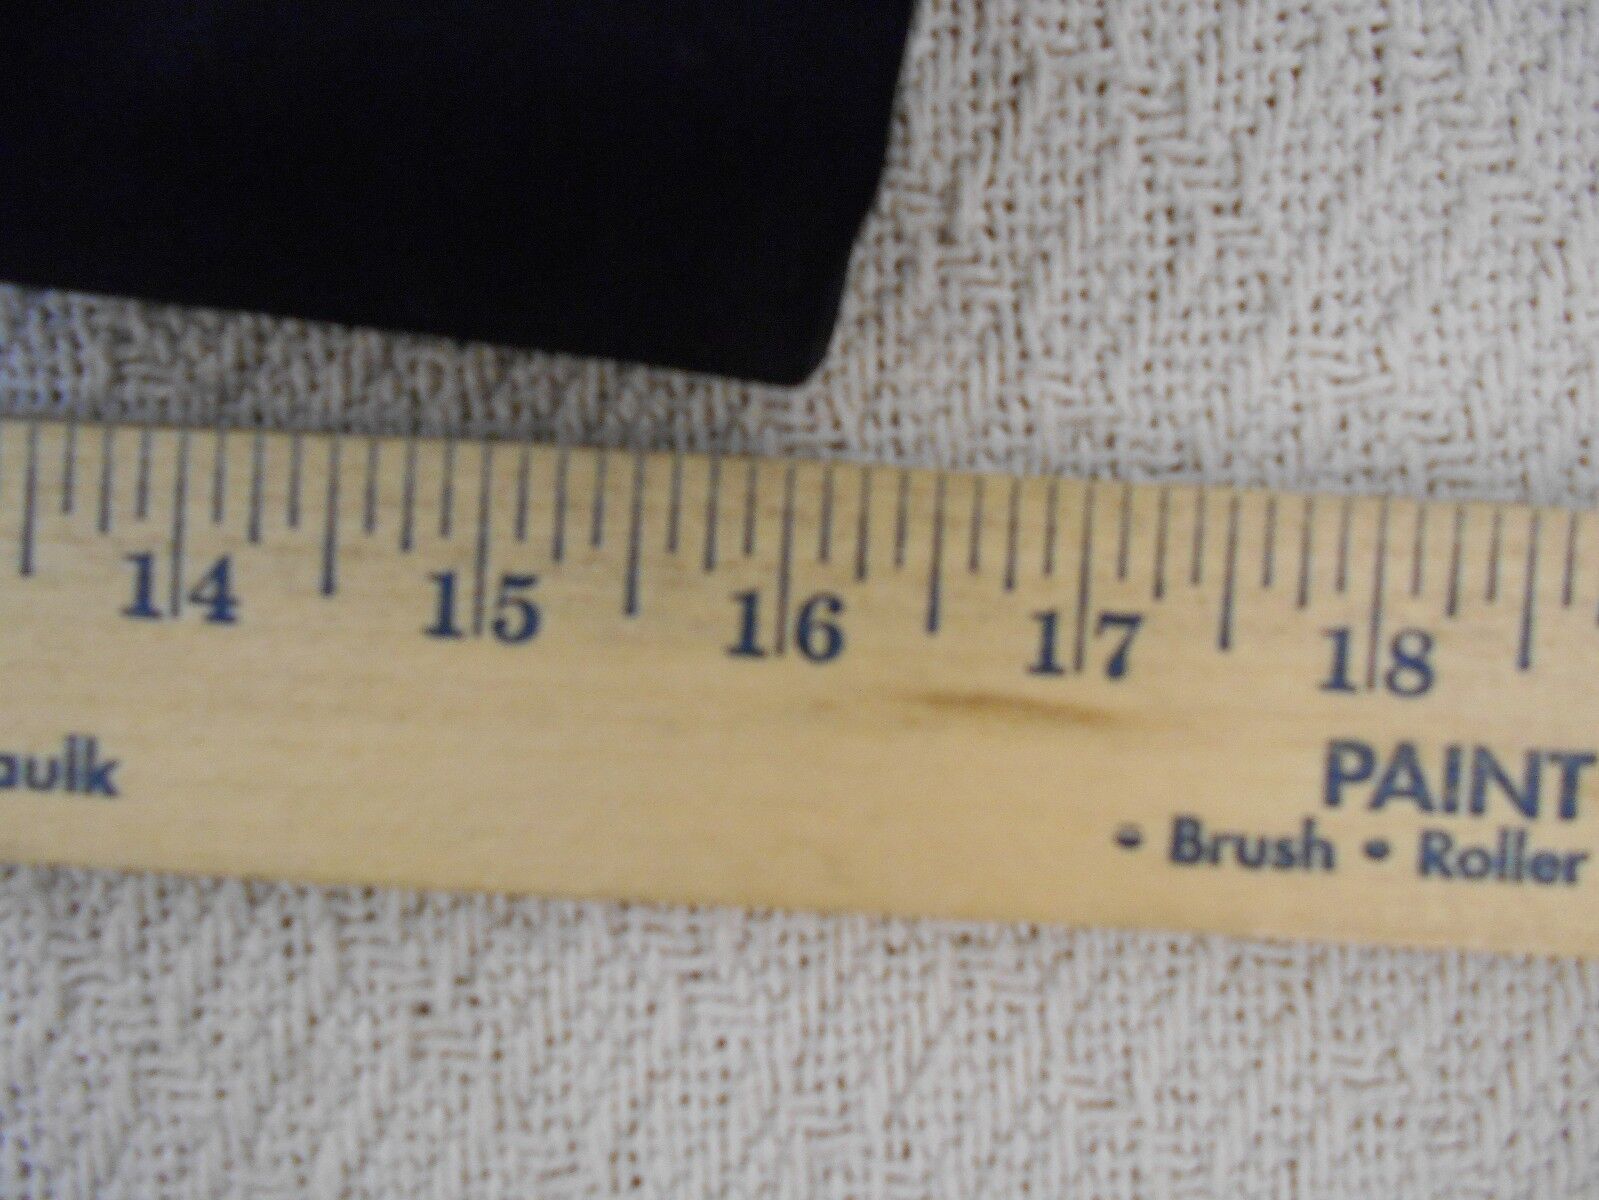 14 15 16 17 18
aulk PAINT
• Brush • Roller